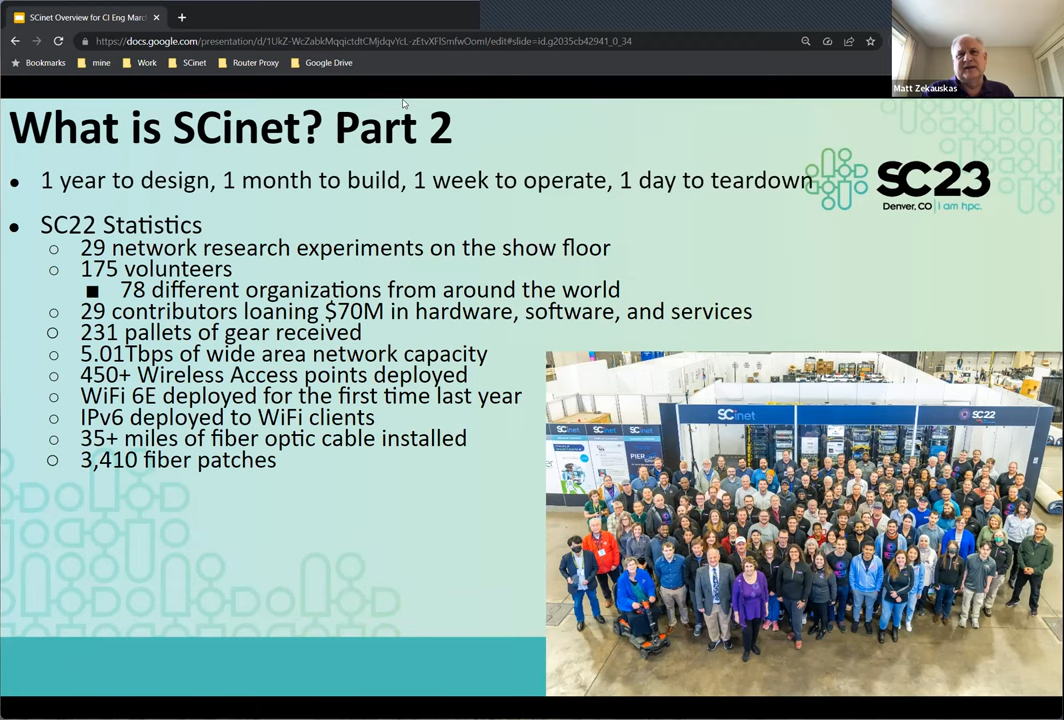 SCinet Overview for CI Eng Marc
https://docs.google.com/presentation/d/1UkZ-WcZabkMqqictdtCMjdqvYcL-zEtvXFlSmfwOomI/edit#slide=id.g2035cb42941_0_34
Bookmarks mine Work SCinet Router Proxy Google Drive
Matt Zekauskas
What is SCinet? Part 2
• 1 year to design, 1 month to build, 1 week to operate, 1 day to teardown
SC23
Denver, CO | i am hpc.
• SC22 Statistics
○ 29 network research experiments on the show floor
○ 175 volunteers
■ 78 different organizations from around the world
○ 29 contributors loaning $70M in hardware, software, and services
○ 231 pallets of gear received
○ 5.01Tbps of wide area network capacity
○ 450+ Wireless Access points deployed
○ WiFi 6E deployed for the first time last year
○ IPv6 deployed to WiFi clients
○ 35+ miles of fiber optic cable installed
○ 3,410 fiber patches
SCinet
SC22
SCinet SCinet SCinet